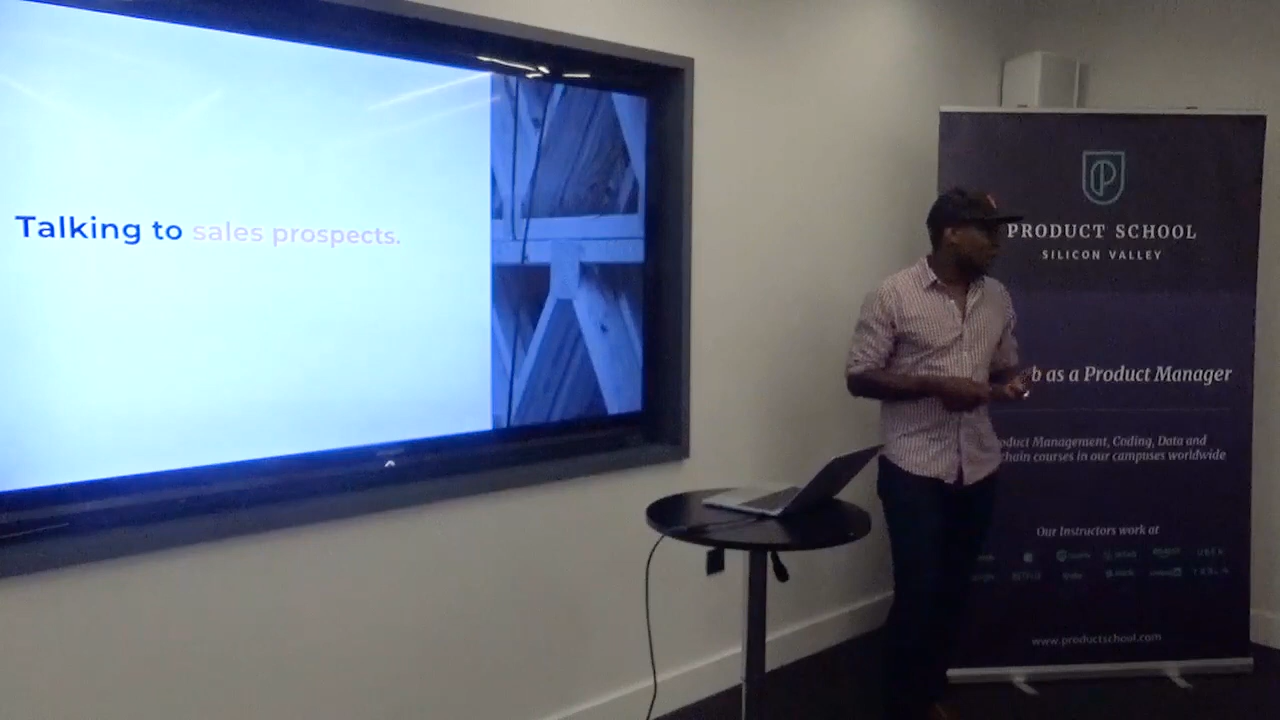 Talking to sales prospects.
PRODUCT SCHOOL
SILICON VALLEY
b as a Product Manager
oduct Management, Coding, Data and
chain courses in our campuses worldwide
Our Instructors work at
www.productschool.com